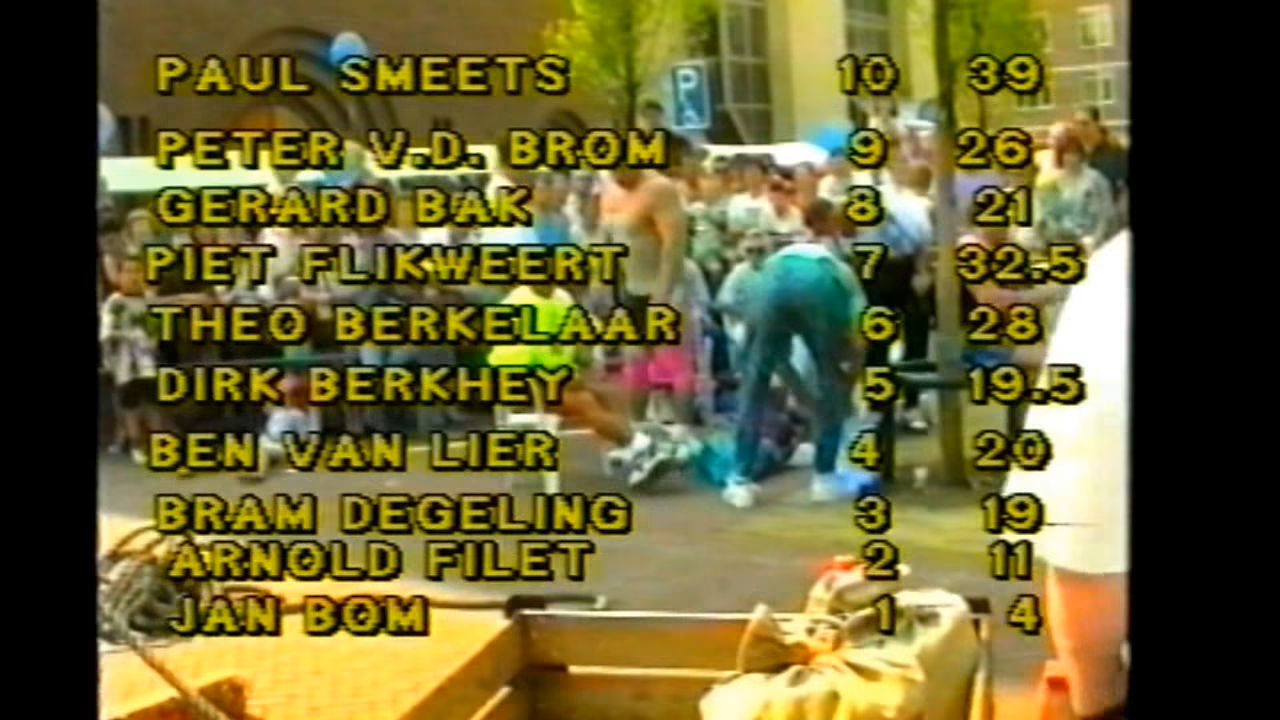 PAUL SMEETS 10 39
PETER V.D. BROM 9 26
GERARD BAK 8 21
PIET FLIKWEERT 7 32.5
THEO BERKELAAR 6 28
DIRK BERKHEY 5 19.5
BEN VAN LIER 4 20
BRAM DEGELING 3 19
ARNOLD FILET 2 11
JAN BOM 1 4
P